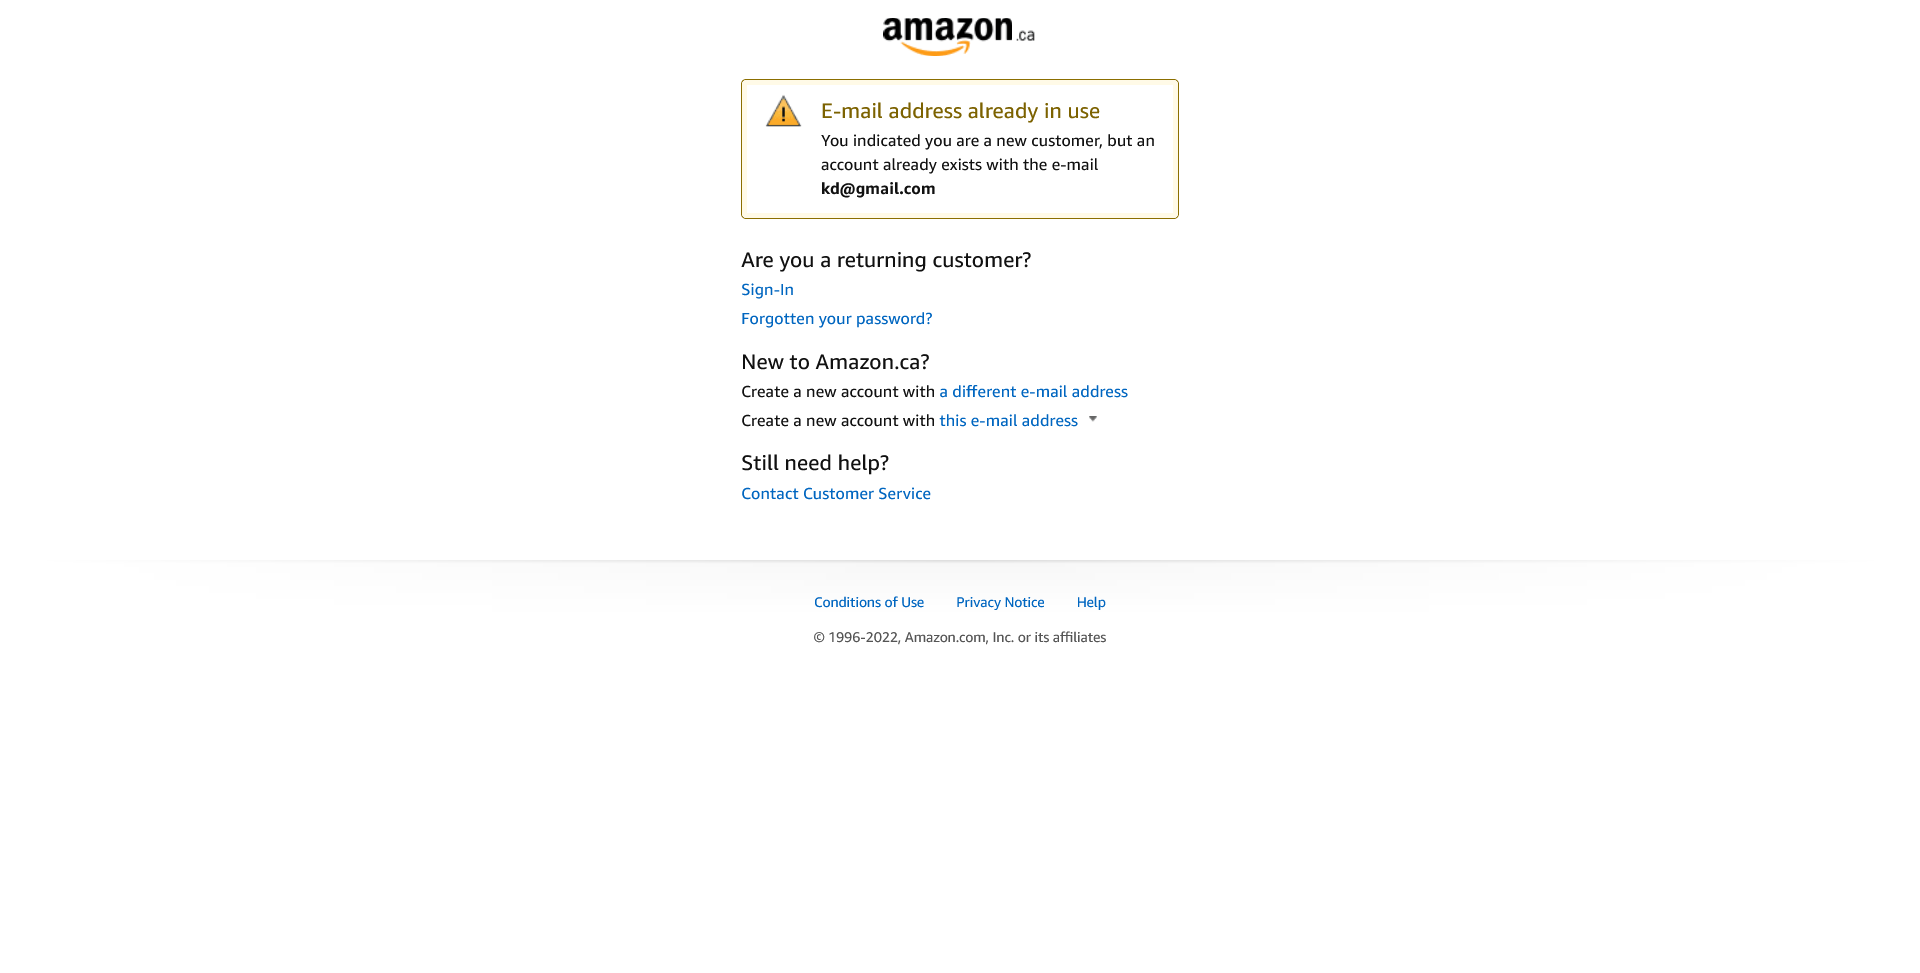 amazon.ca
E-mail address already in use
You indicated you are a new customer, but an
account already exists with the e-mail
kd@gmail.com
Are you a returning customer?
Sign-In
Forgotten your password?
New to Amazon.ca?
Create a new account with a different e-mail address
Create a new account with this e-mail address
Still need help?
Contact Customer Service
Conditions of Use Privacy Notice Help
© 1996-2022, Amazon.com, Inc. or its affiliates